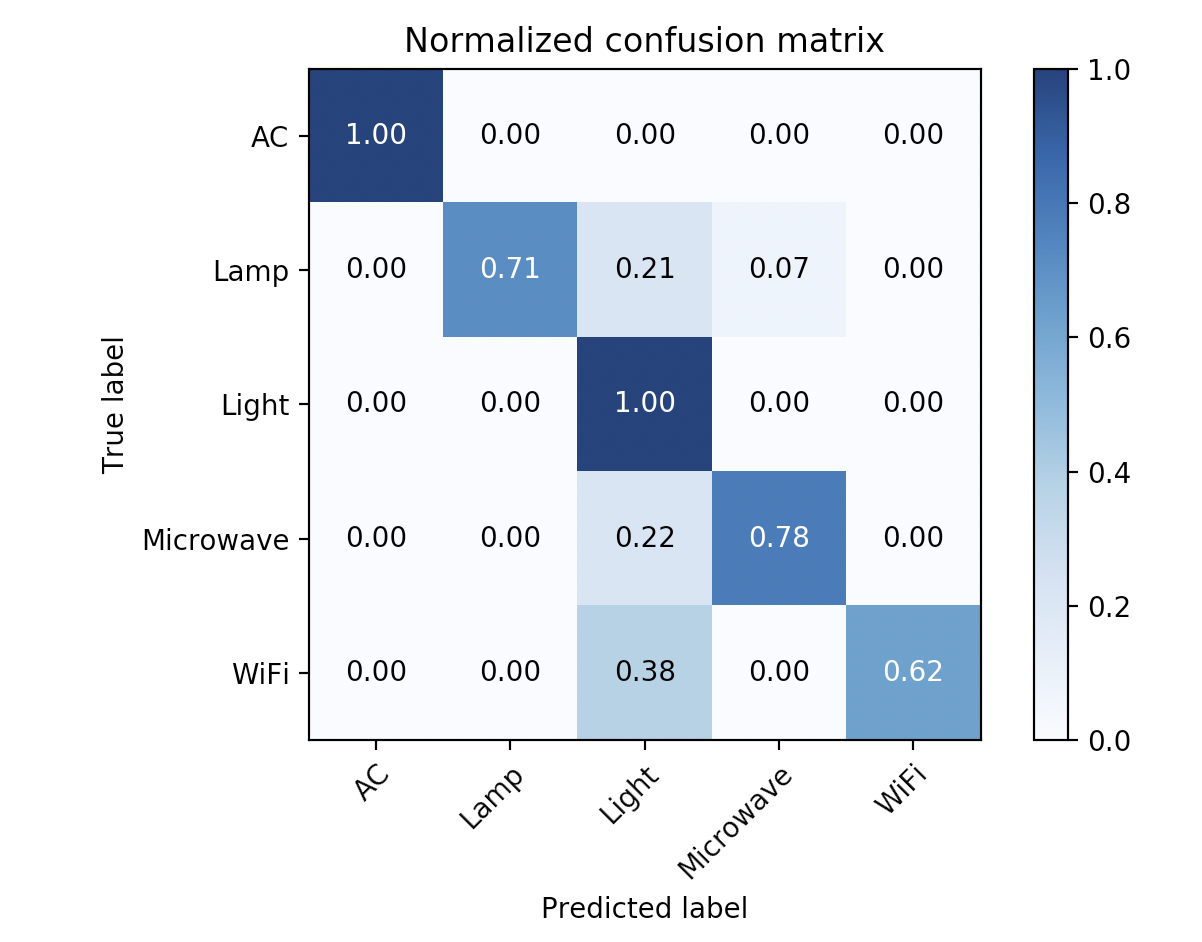 Normalized confusion matrix
True label
AC 1.00 0.00 0.00 0.00 0.00
Lamp 0.00 0.71 0.21 0.07 0.00
Light 0.00 0.00 1.00 0.00 0.00
Microwave 0.00 0.00 0.22 0.78 0.00
WiFi 0.00 0.00 0.38 0.00 0.62
AC Lamp Light Microwave WiFi
Predicted label
1.0
0.8
0.6
0.4
0.2
0.0